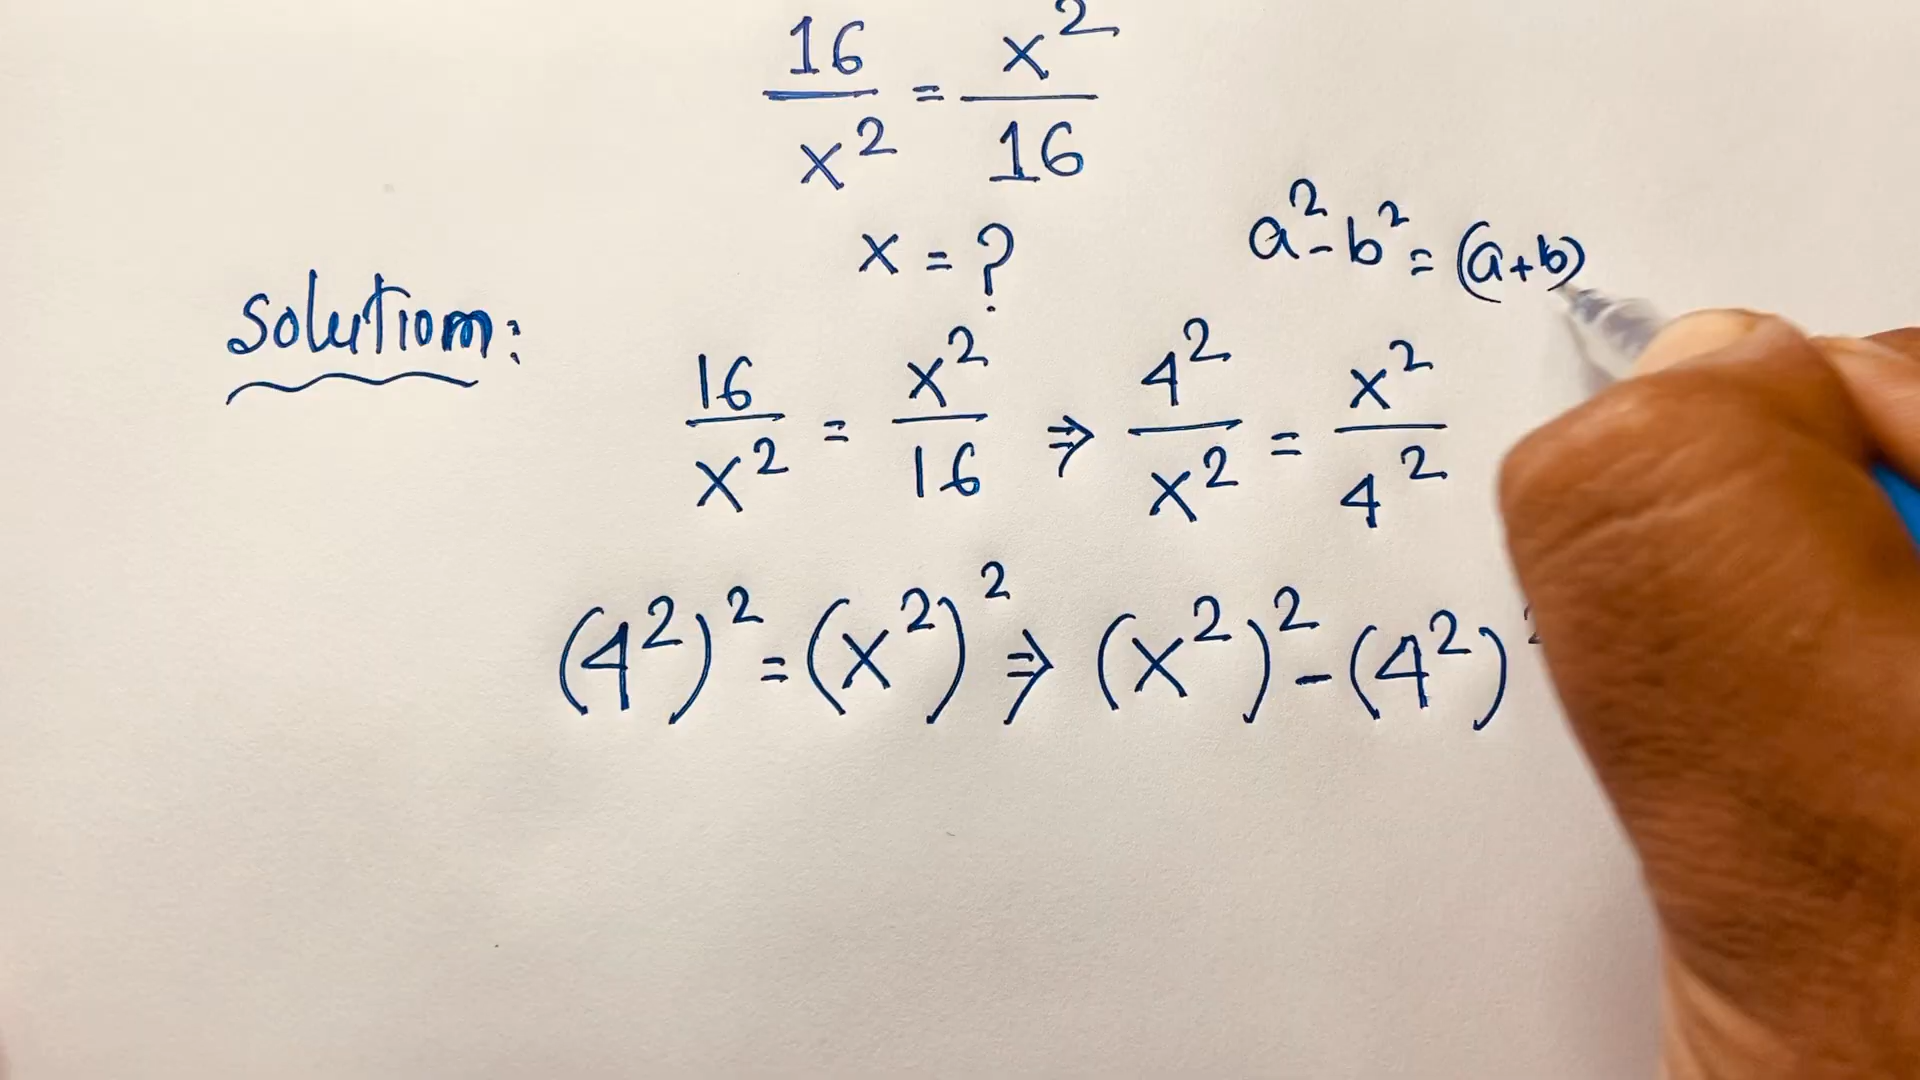 16/x² = x²/16
x = ?
a² - b² = (a+b)
Solutiom:
16/x² = x²/16 ⇒ 4²/x² = x²/4²
(4²)² = (x²)² ⇒ (x²)² - (4²)